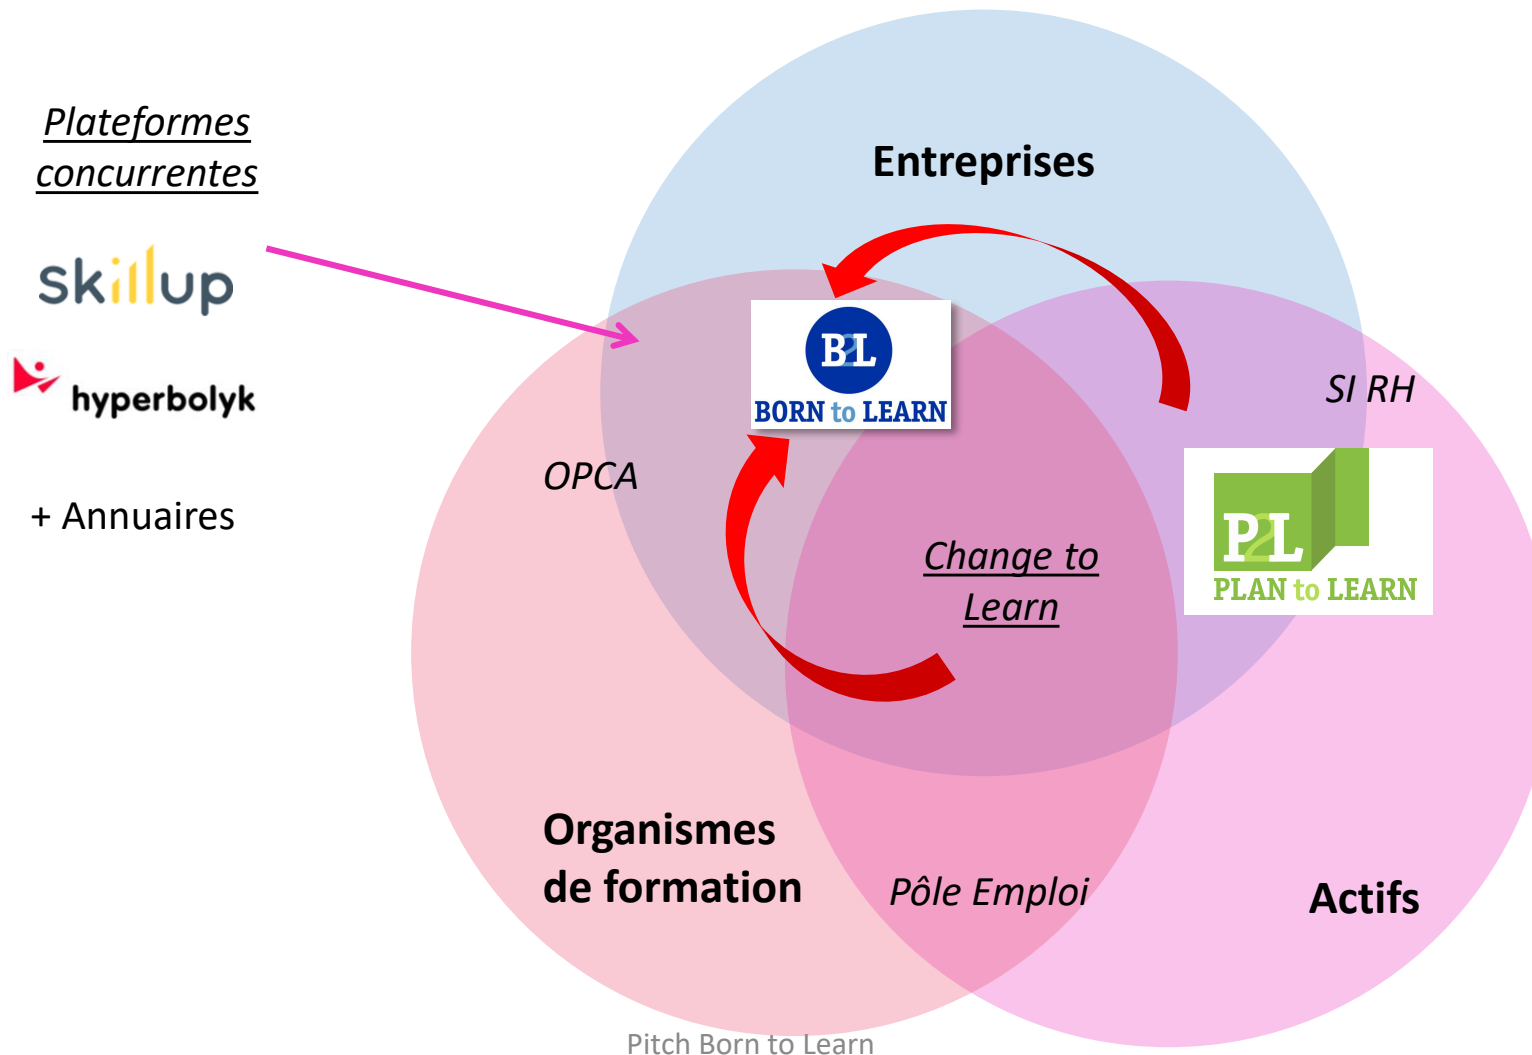 Plateformes
concurrentes
skillup
hyperbolyk
+ Annuaires
Entreprises
B2L
BORN to LEARN
SI RH
OPCA
P2L
PLAN to LEARN
Change to
Learn
Organismes
de formation
Pôle Emploi
Actifs
Pitch Born to Learn